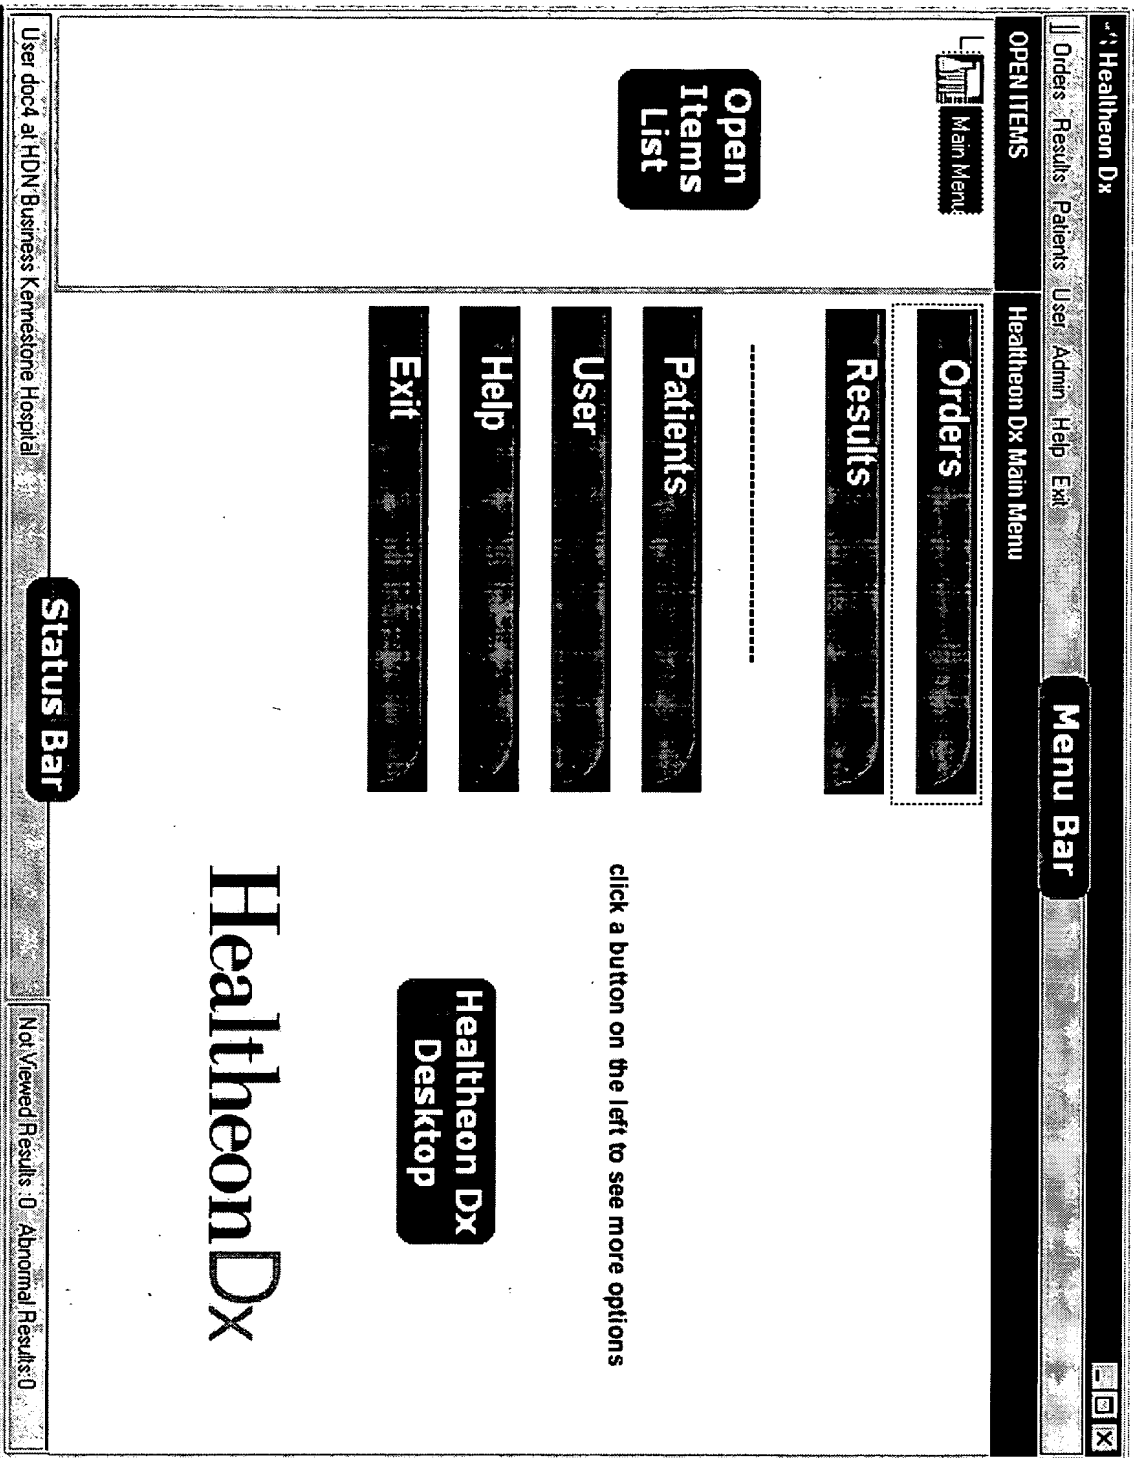 Healtheon Dx
Orders Results Patients User Admin Help Exit
Menu Bar
OPEN ITEMS
Healtheon Dx Main Menu
Main Menu
Open
Items
List
Orders
Results
Patients
User
Help
Exit
click a button on the left to see more options
Healtheon Dx
Desktop
HealtheonDx
Status Bar
User doc4 at HDN Business Kennestone Hospital
Not Viewed Results :0 Abnormal Results:0